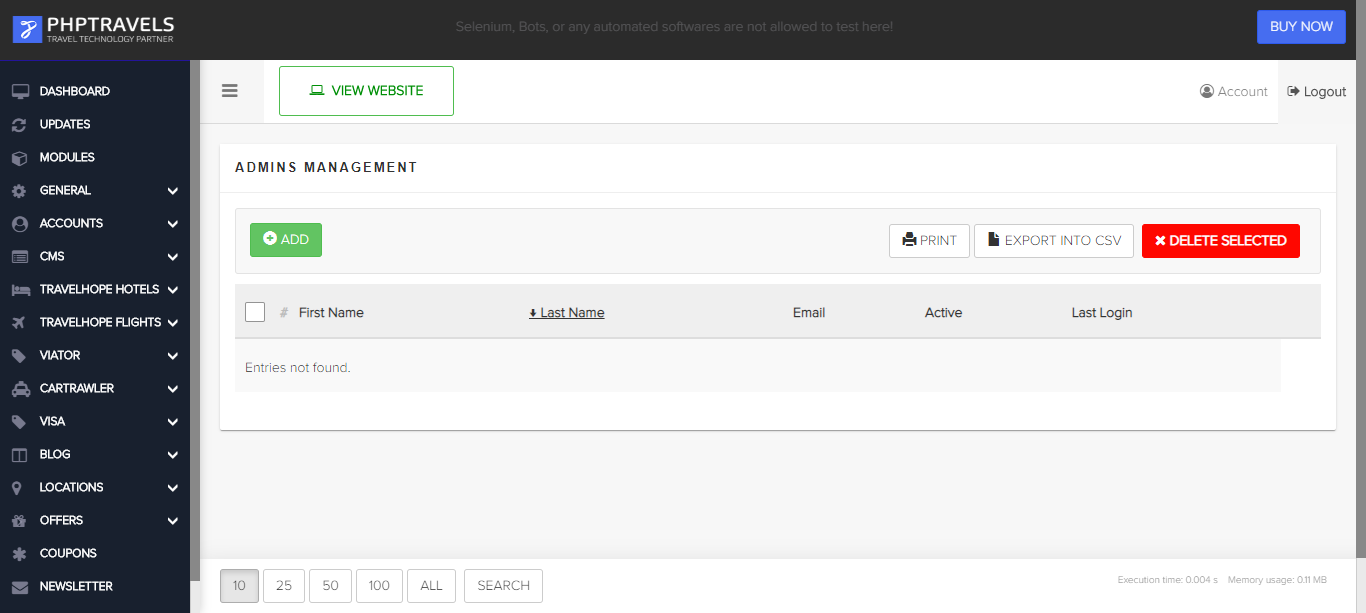 PHPTRAVELS
TRAVEL TECHNOLOGY PARTNER
Selenium, Bots, or any automated softwares are not allowed to test here!
BUY NOW
DASHBOARD
UPDATES
MODULES
GENERAL
ACCOUNTS
CMS
TRAVELHOPE HOTELS
TRAVELHOPE FLIGHTS
VIATOR
CARTRAWLER
VISA
BLOG
LOCATIONS
OFFERS
COUPONS
NEWSLETTER
VIEW WEBSITE
Account
Logout
ADMINS MANAGEMENT
ADD
PRINT
EXPORT INTO CSV
DELETE SELECTED
# First Name Last Name Email Active Last Login
Entries not found.
10 25 50 100 ALL SEARCH
Execution time: 0.004 s Memory usage: 0.11 MB